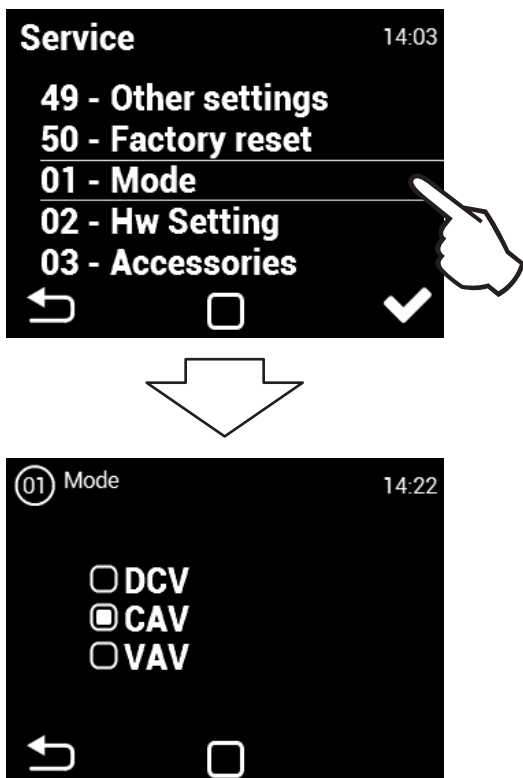 Service 14:03
49 - Other settings
50 - Factory reset
01 - Mode
02 - Hw Setting
03 - Accessories
01 Mode 14:22
DCV
CAV
VAV